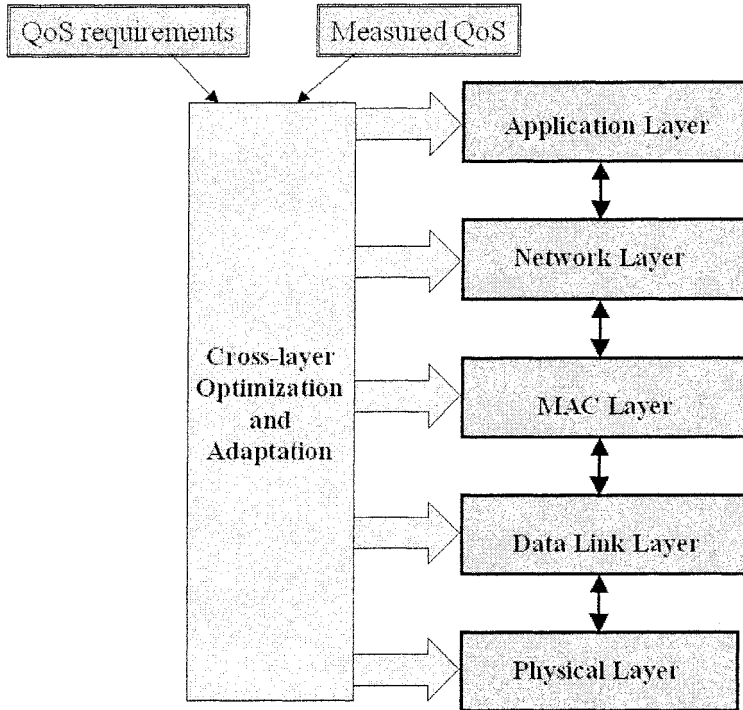 QoS requirements
Measured QoS
Application Layer
Network Layer
Cross-layer
Optimization
and
Adaptation
MAC Layer
Data Link Layer
Physical Layer